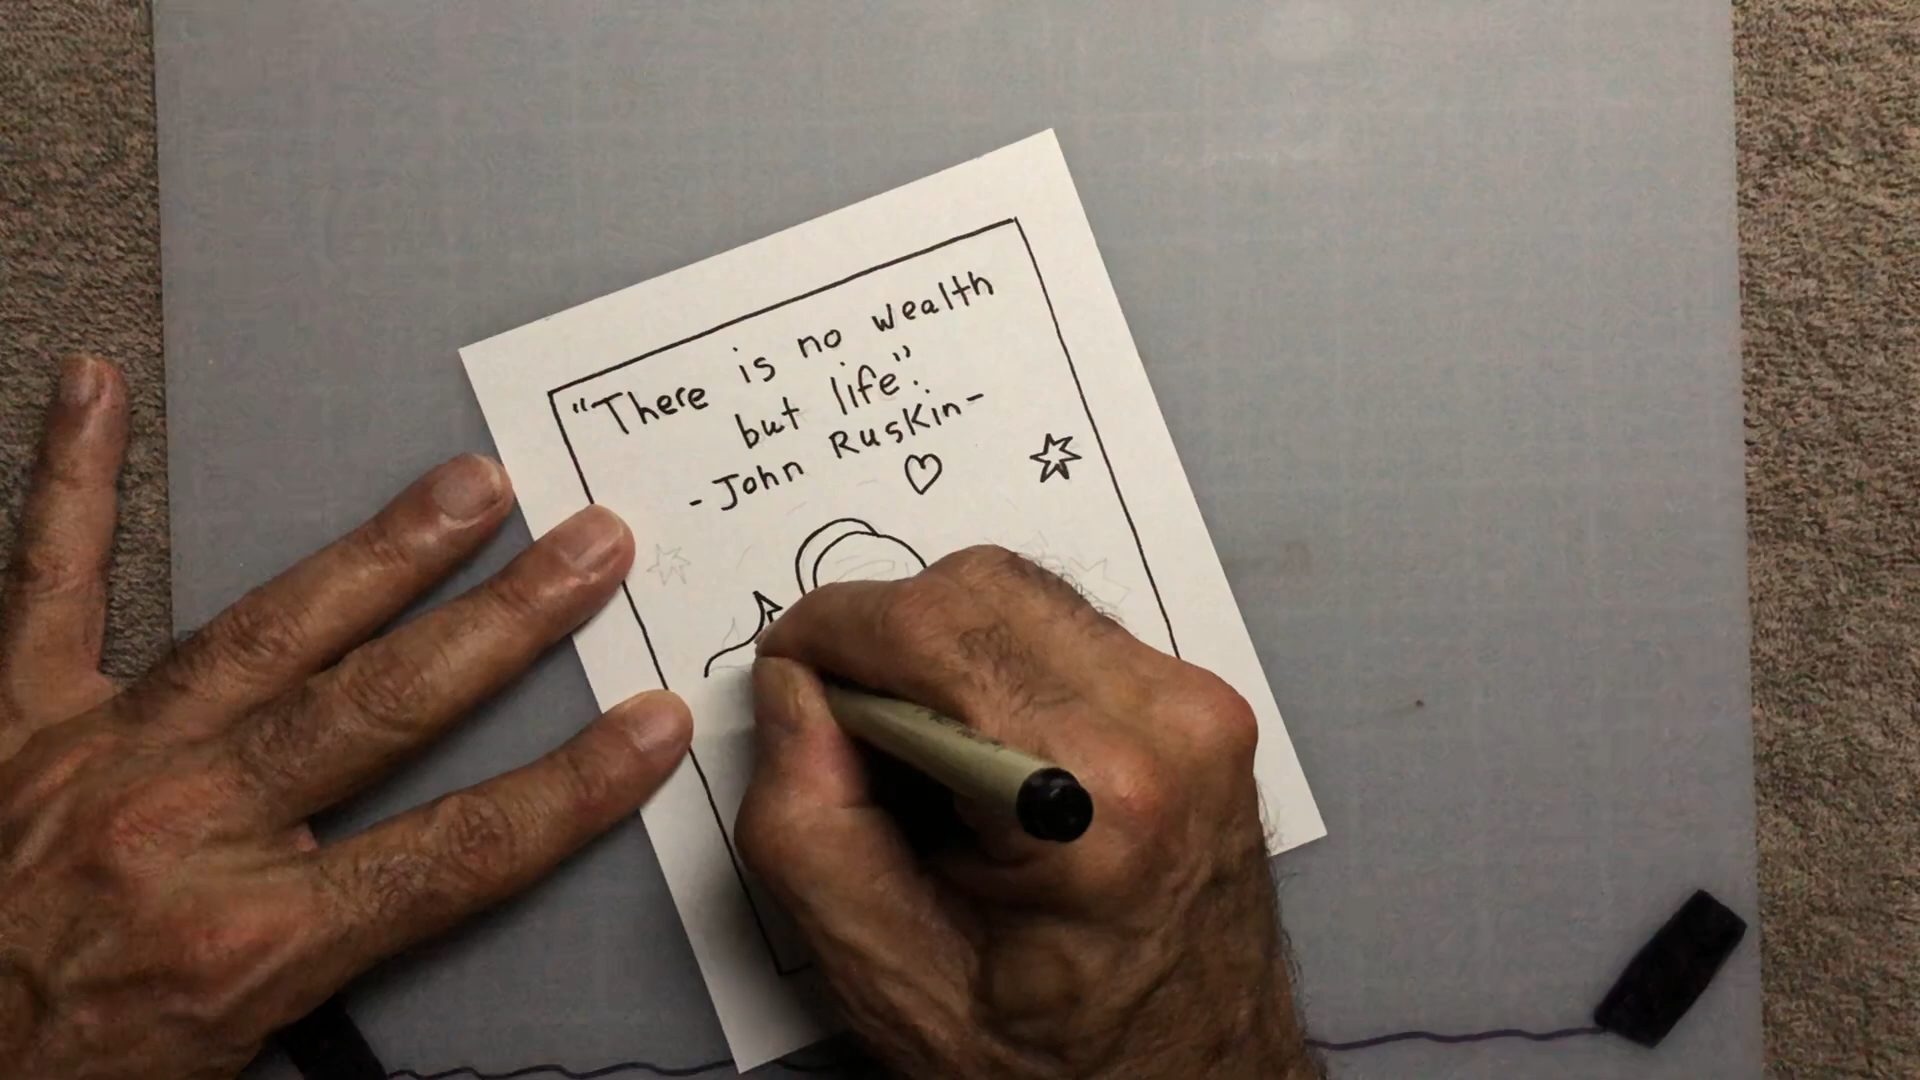 “There is no wealth
but life”.
- John Ruskin -